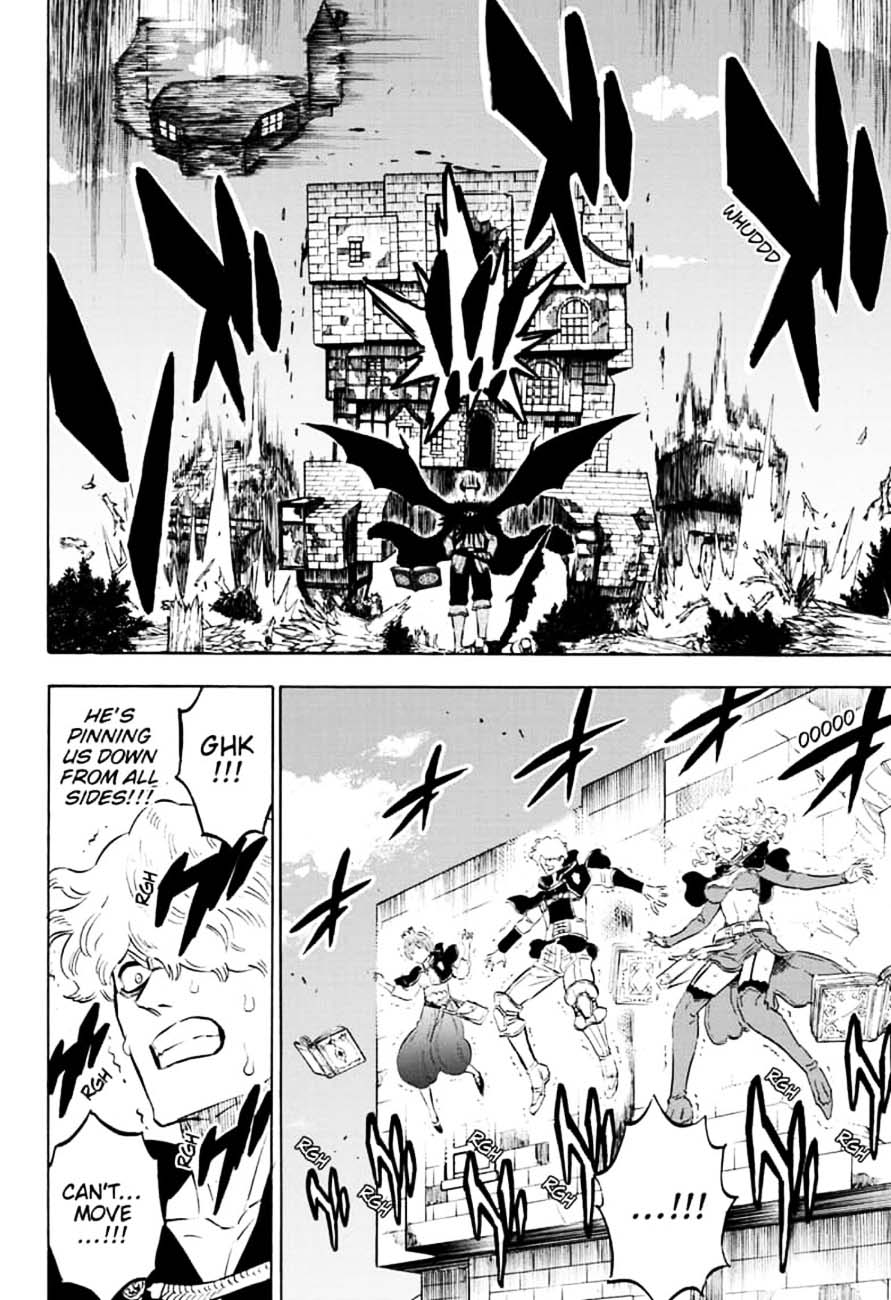 WHUDDD
OOOOO
RGH
RGH
...!!!
RGH
RGH
RGH
RGH
GHK
!!!
HE'S
PINNING
US DOWN
FROM ALL
SIDES!!!
RGH
RGH
RGH
CAN'T...
MOVE
...!!!